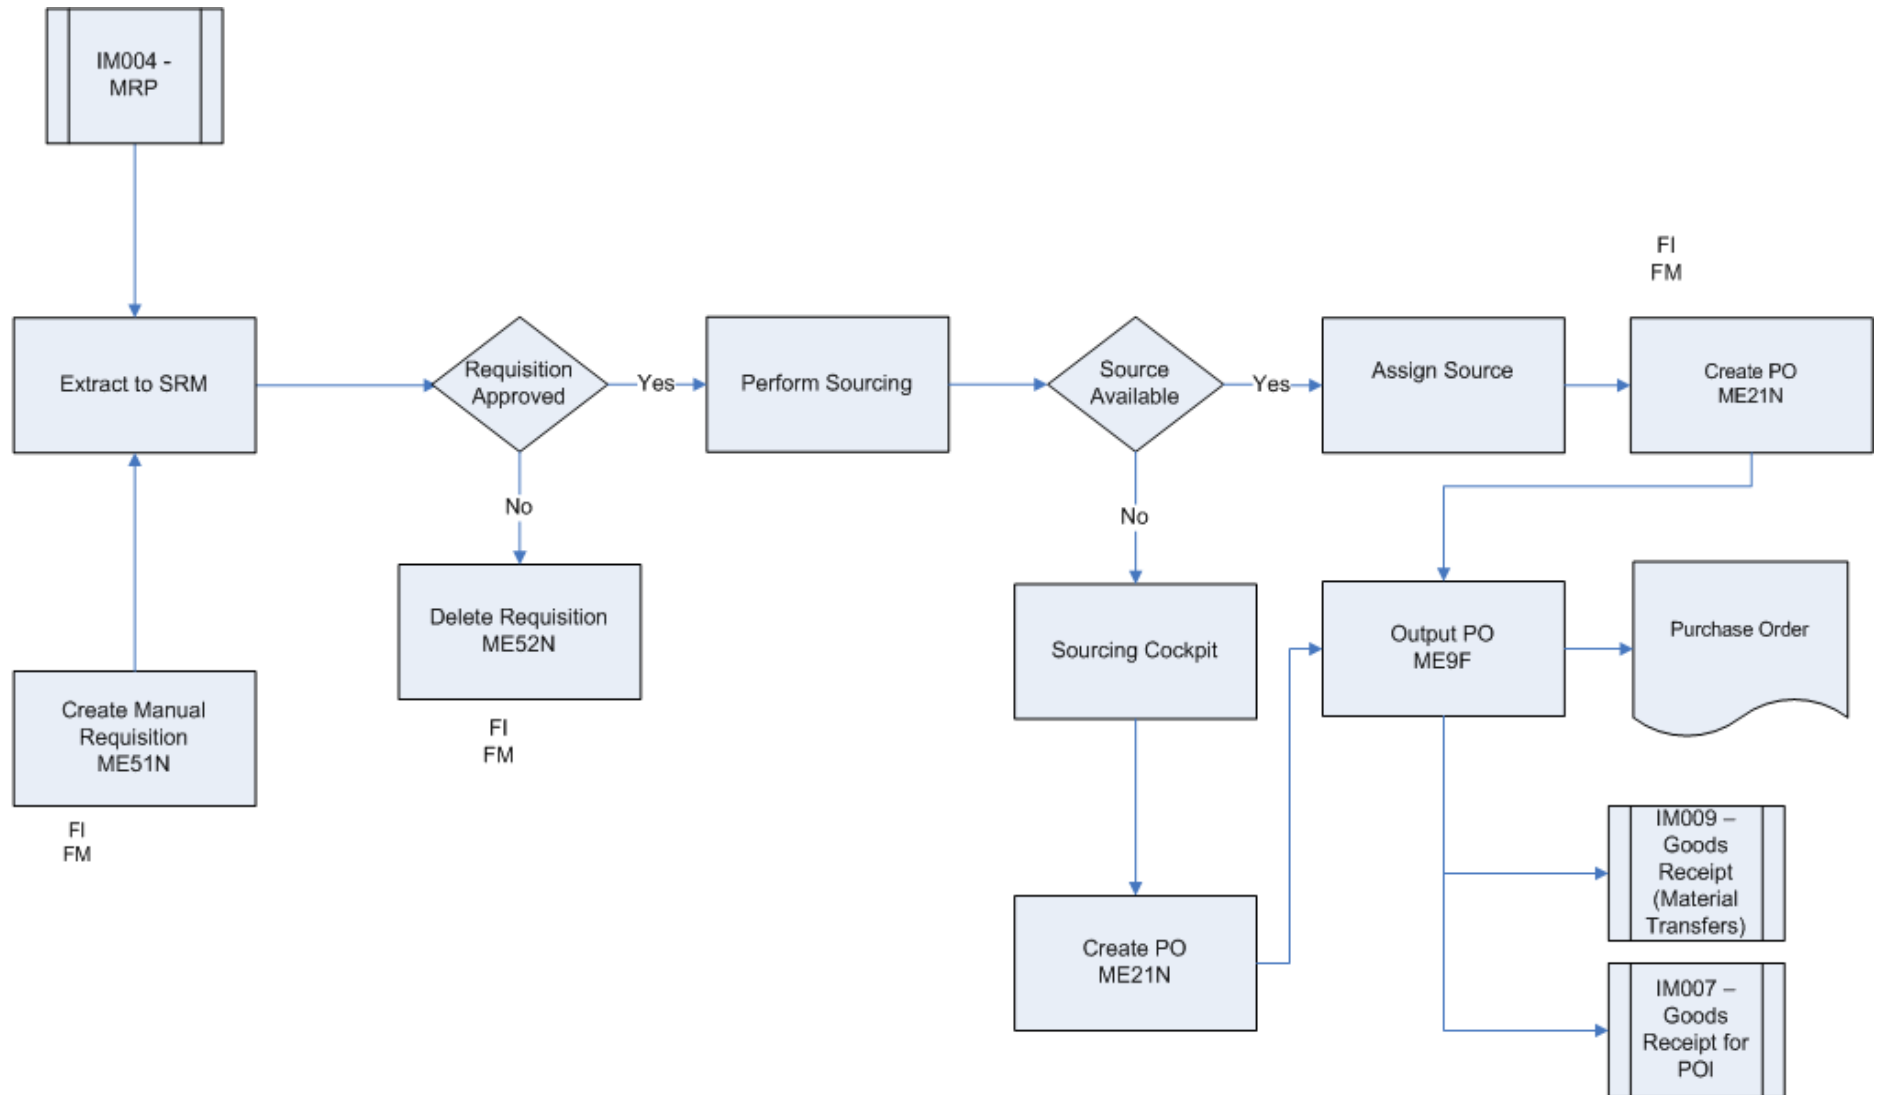 IM004 -
MRP
FI
FM
Extract to SRM
Requisition
Approved
Yes
Perform Sourcing
Source
Available
Yes
Assign Source
Create PO
ME21N
No
No
Delete Requisition
ME52N
FI
FM
Sourcing Cockpit
Output PO
ME9F
Purchase Order
Create Manual
Requisition
ME51N
FI
FM
Create PO
ME21N
IM009 –
Goods
Receipt
(Material
Transfers)
IM007 –
Goods
Receipt for
POI